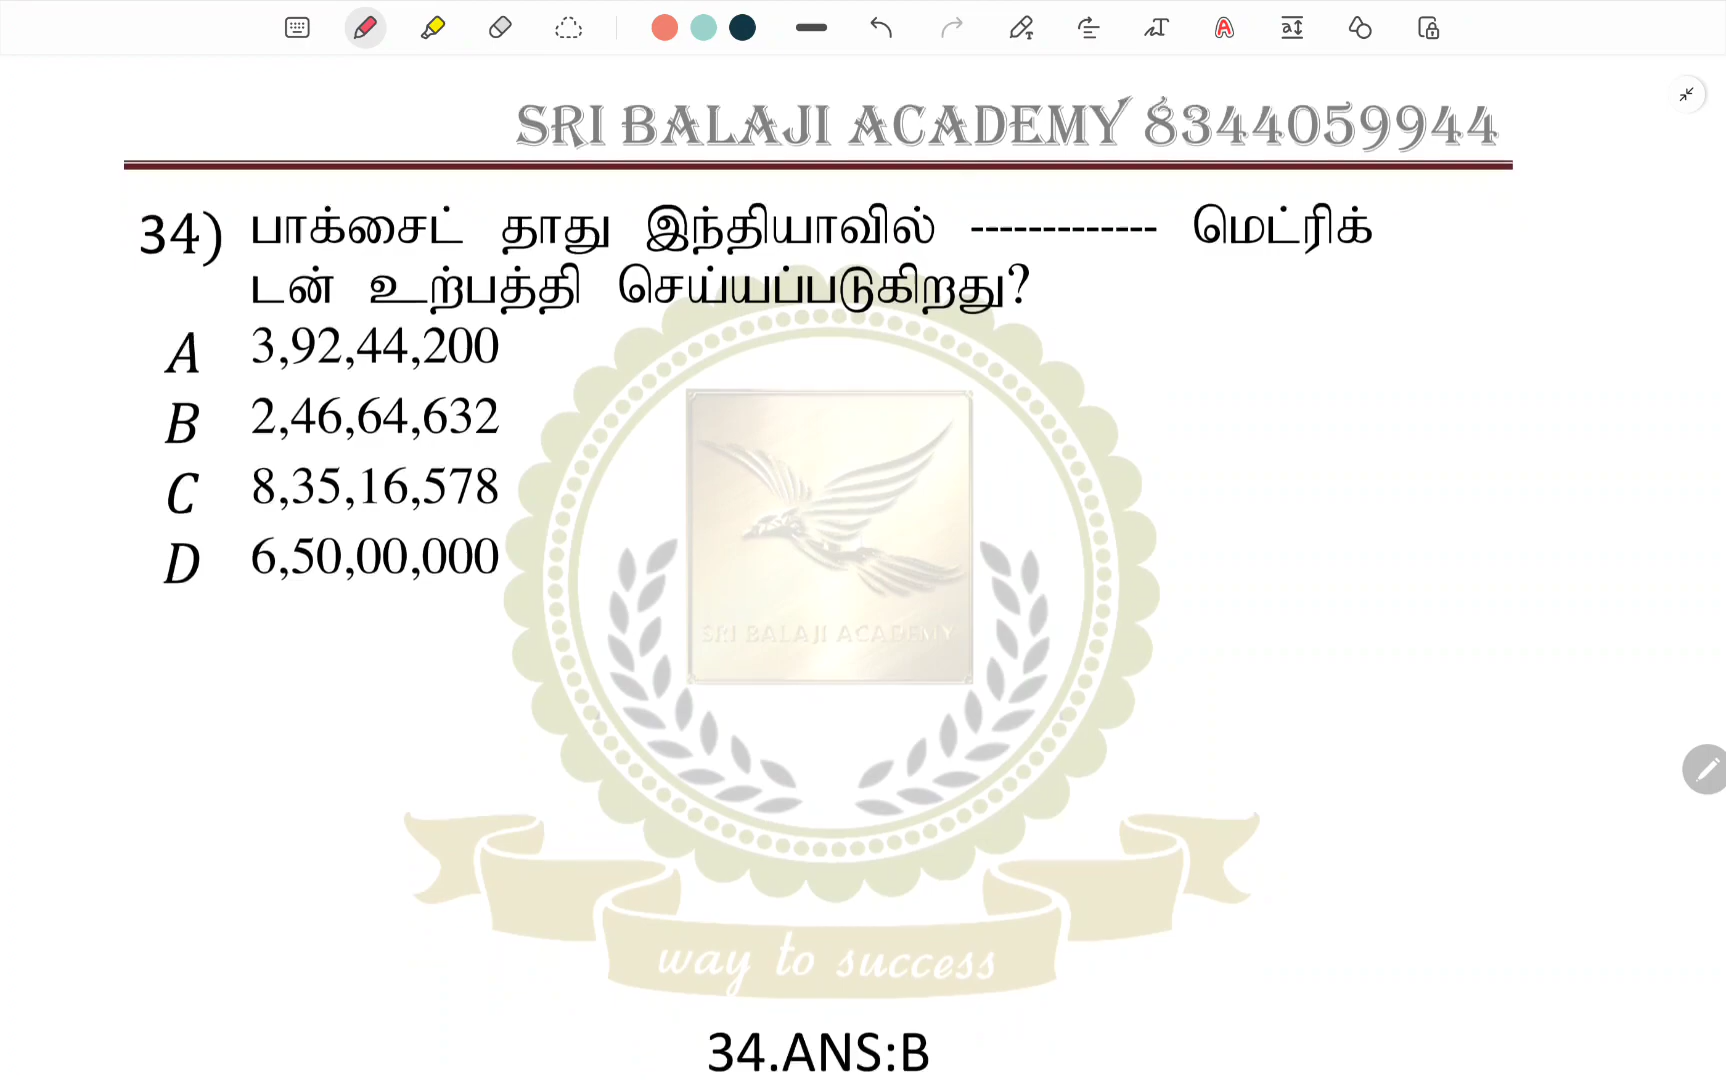 SRI BALAJI ACADEMY 8344059944
34) பாக்சைட் தாது இந்தியாவில் ------------- மெட்ரிக்
டன் உற்பத்தி செய்யப்படுகிறது?
A 3,92,44,200
B 2,46,64,632
C 8,35,16,578
D 6,50,00,000
SRI BALAJI ACADEMY
way to success
34.ANS:B